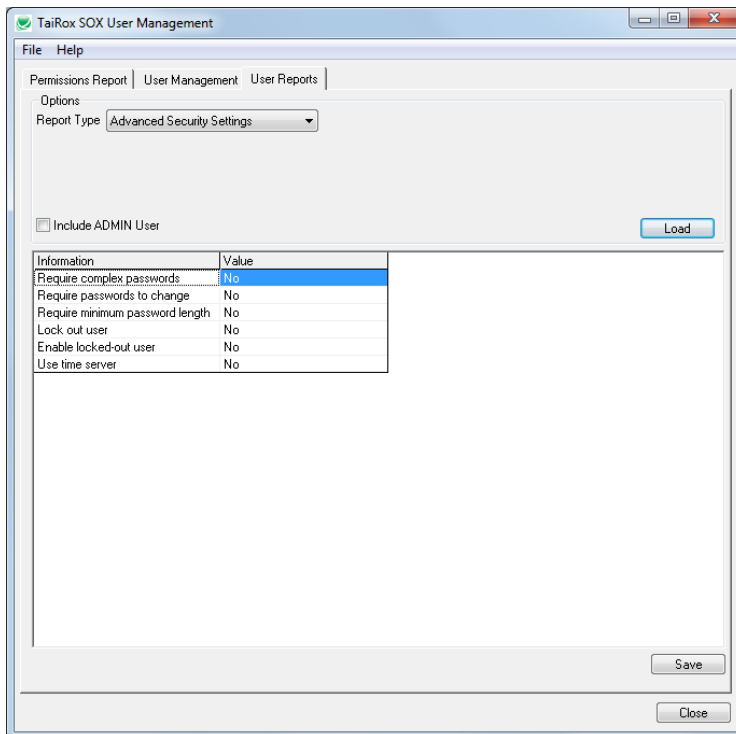 TaiRox SOX User Management
File Help
Permissions Report User Management User Reports
Options
Report Type Advanced Security Settings
Include ADMIN User
Load
Information Value
Require complex passwords No
Require passwords to change No
Require minimum password length No
Lock out user No
Enable locked-out user No
Use time server No
Save
Close